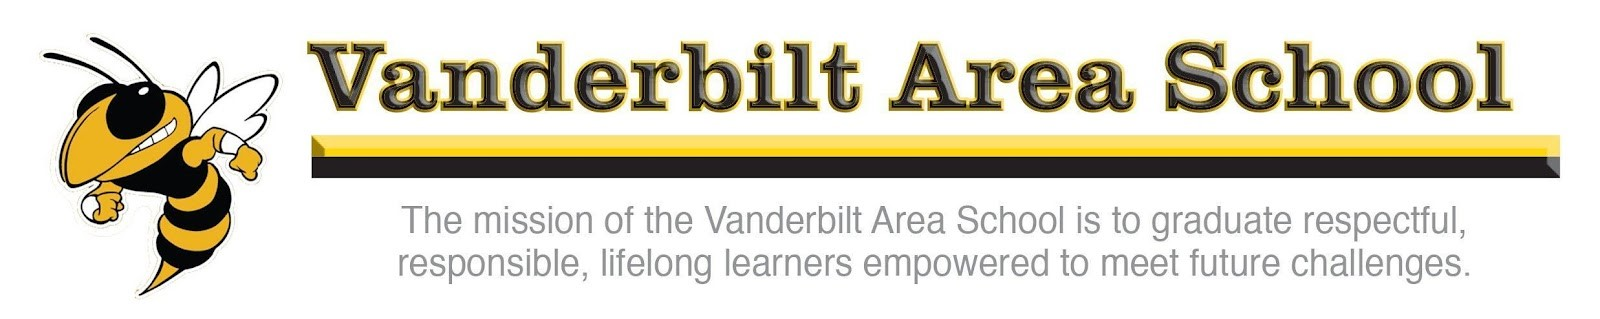 Vanderbilt Area School
The mission of the Vanderbilt Area School is to graduate respectful,
responsible, lifelong learners empowered to meet future challenges.